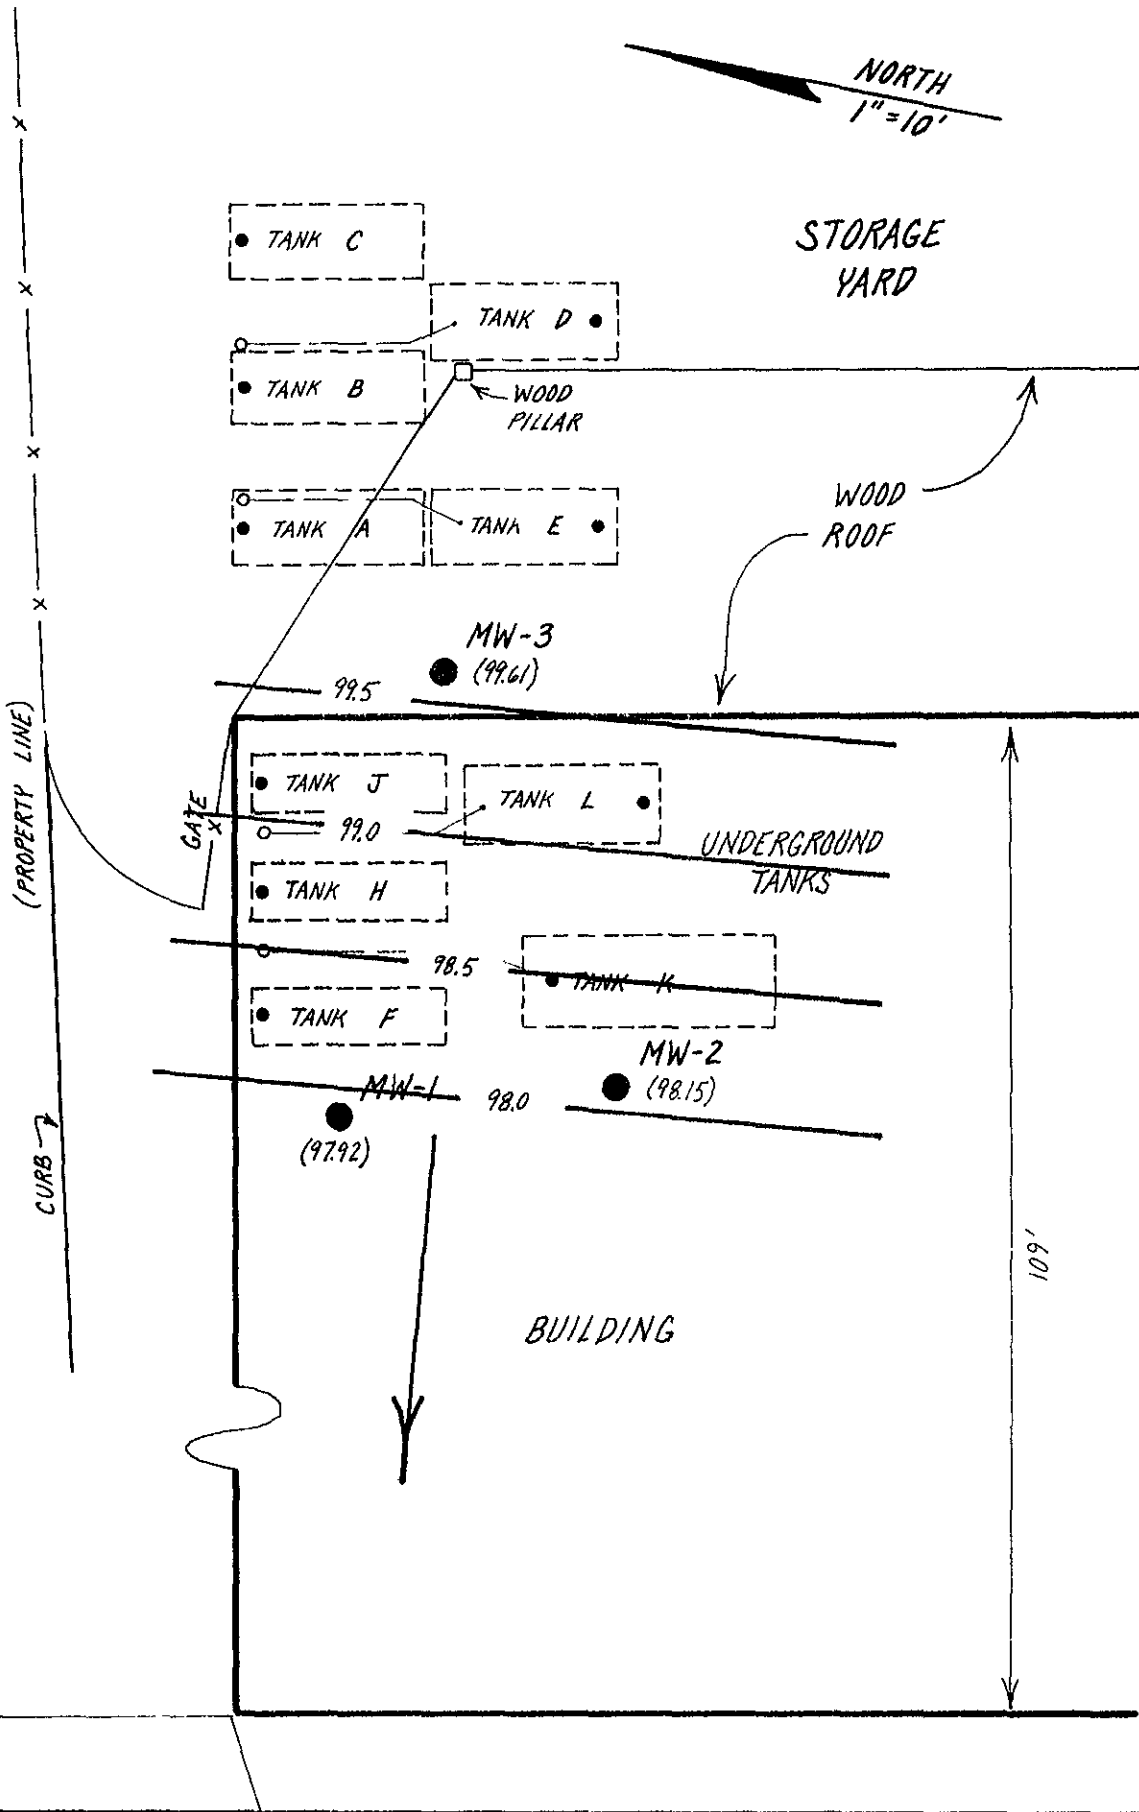 NORTH
1"=10'
STORAGE
YARD
TANK C
TANK D
TANK B
WOOD
PILLAR
WOOD
ROOF
TANK A
TANK E
MW-3
(99.61)
99.5
(PROPERTY LINE)
TANK J
TANK L
GATE
99.0
UNDERGROUND
TANKS
TANK H
98.5
TANK K
TANK F
MW-2
(98.15)
MW-1
98.0
(97.92)
CURB
109'
BUILDING